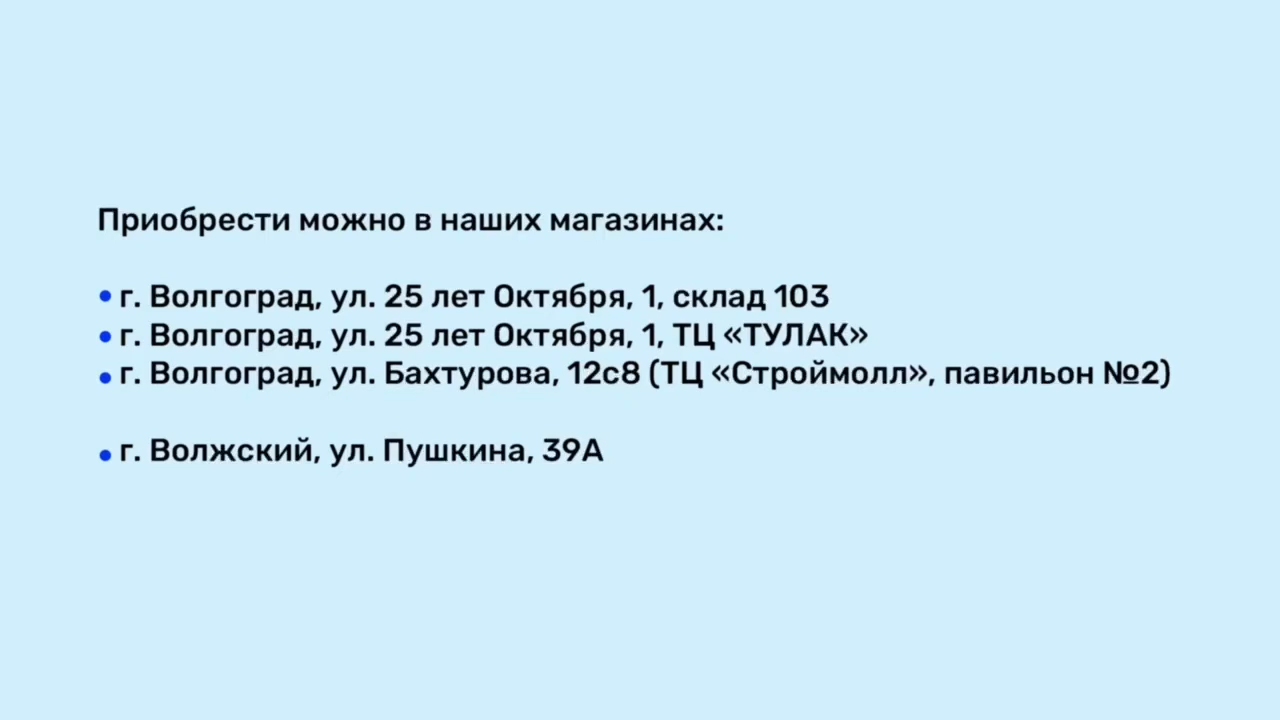 Приобрести можно в наших магазинах:
• г. Волгоград, ул. 25 лет Октября, 1, склад 103
• г. Волгоград, ул. 25 лет Октября, 1, ТЦ «ТУЛАК»
• г. Волгоград, ул. Бахтурова, 12с8 (ТЦ «Строймолл», павильон №2)
• г. Волжский, ул. Пушкина, 39А